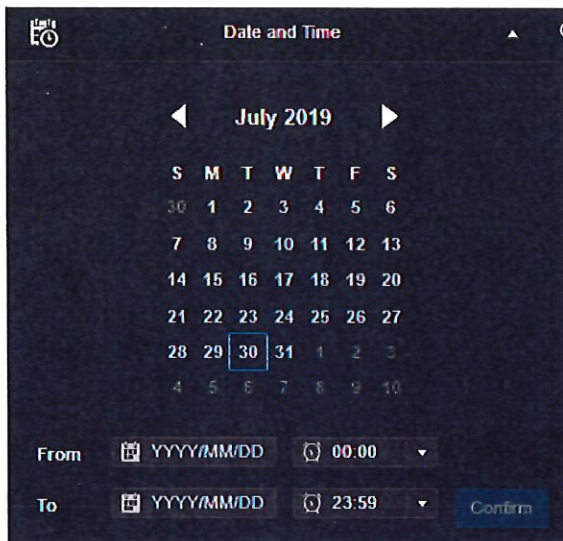 Date and Time
July 2019
S M T W T F S
30 1 2 3 4 5 6
7 8 9 10 11 12 13
14 15 16 17 18 19 20
21 22 23 24 25 26 27
28 29 30 31 1 2 3
4 5 6 7 8 9 10
From YYYY/MM/DD 00:00
To YYYY/MM/DD 23:59 Confirm